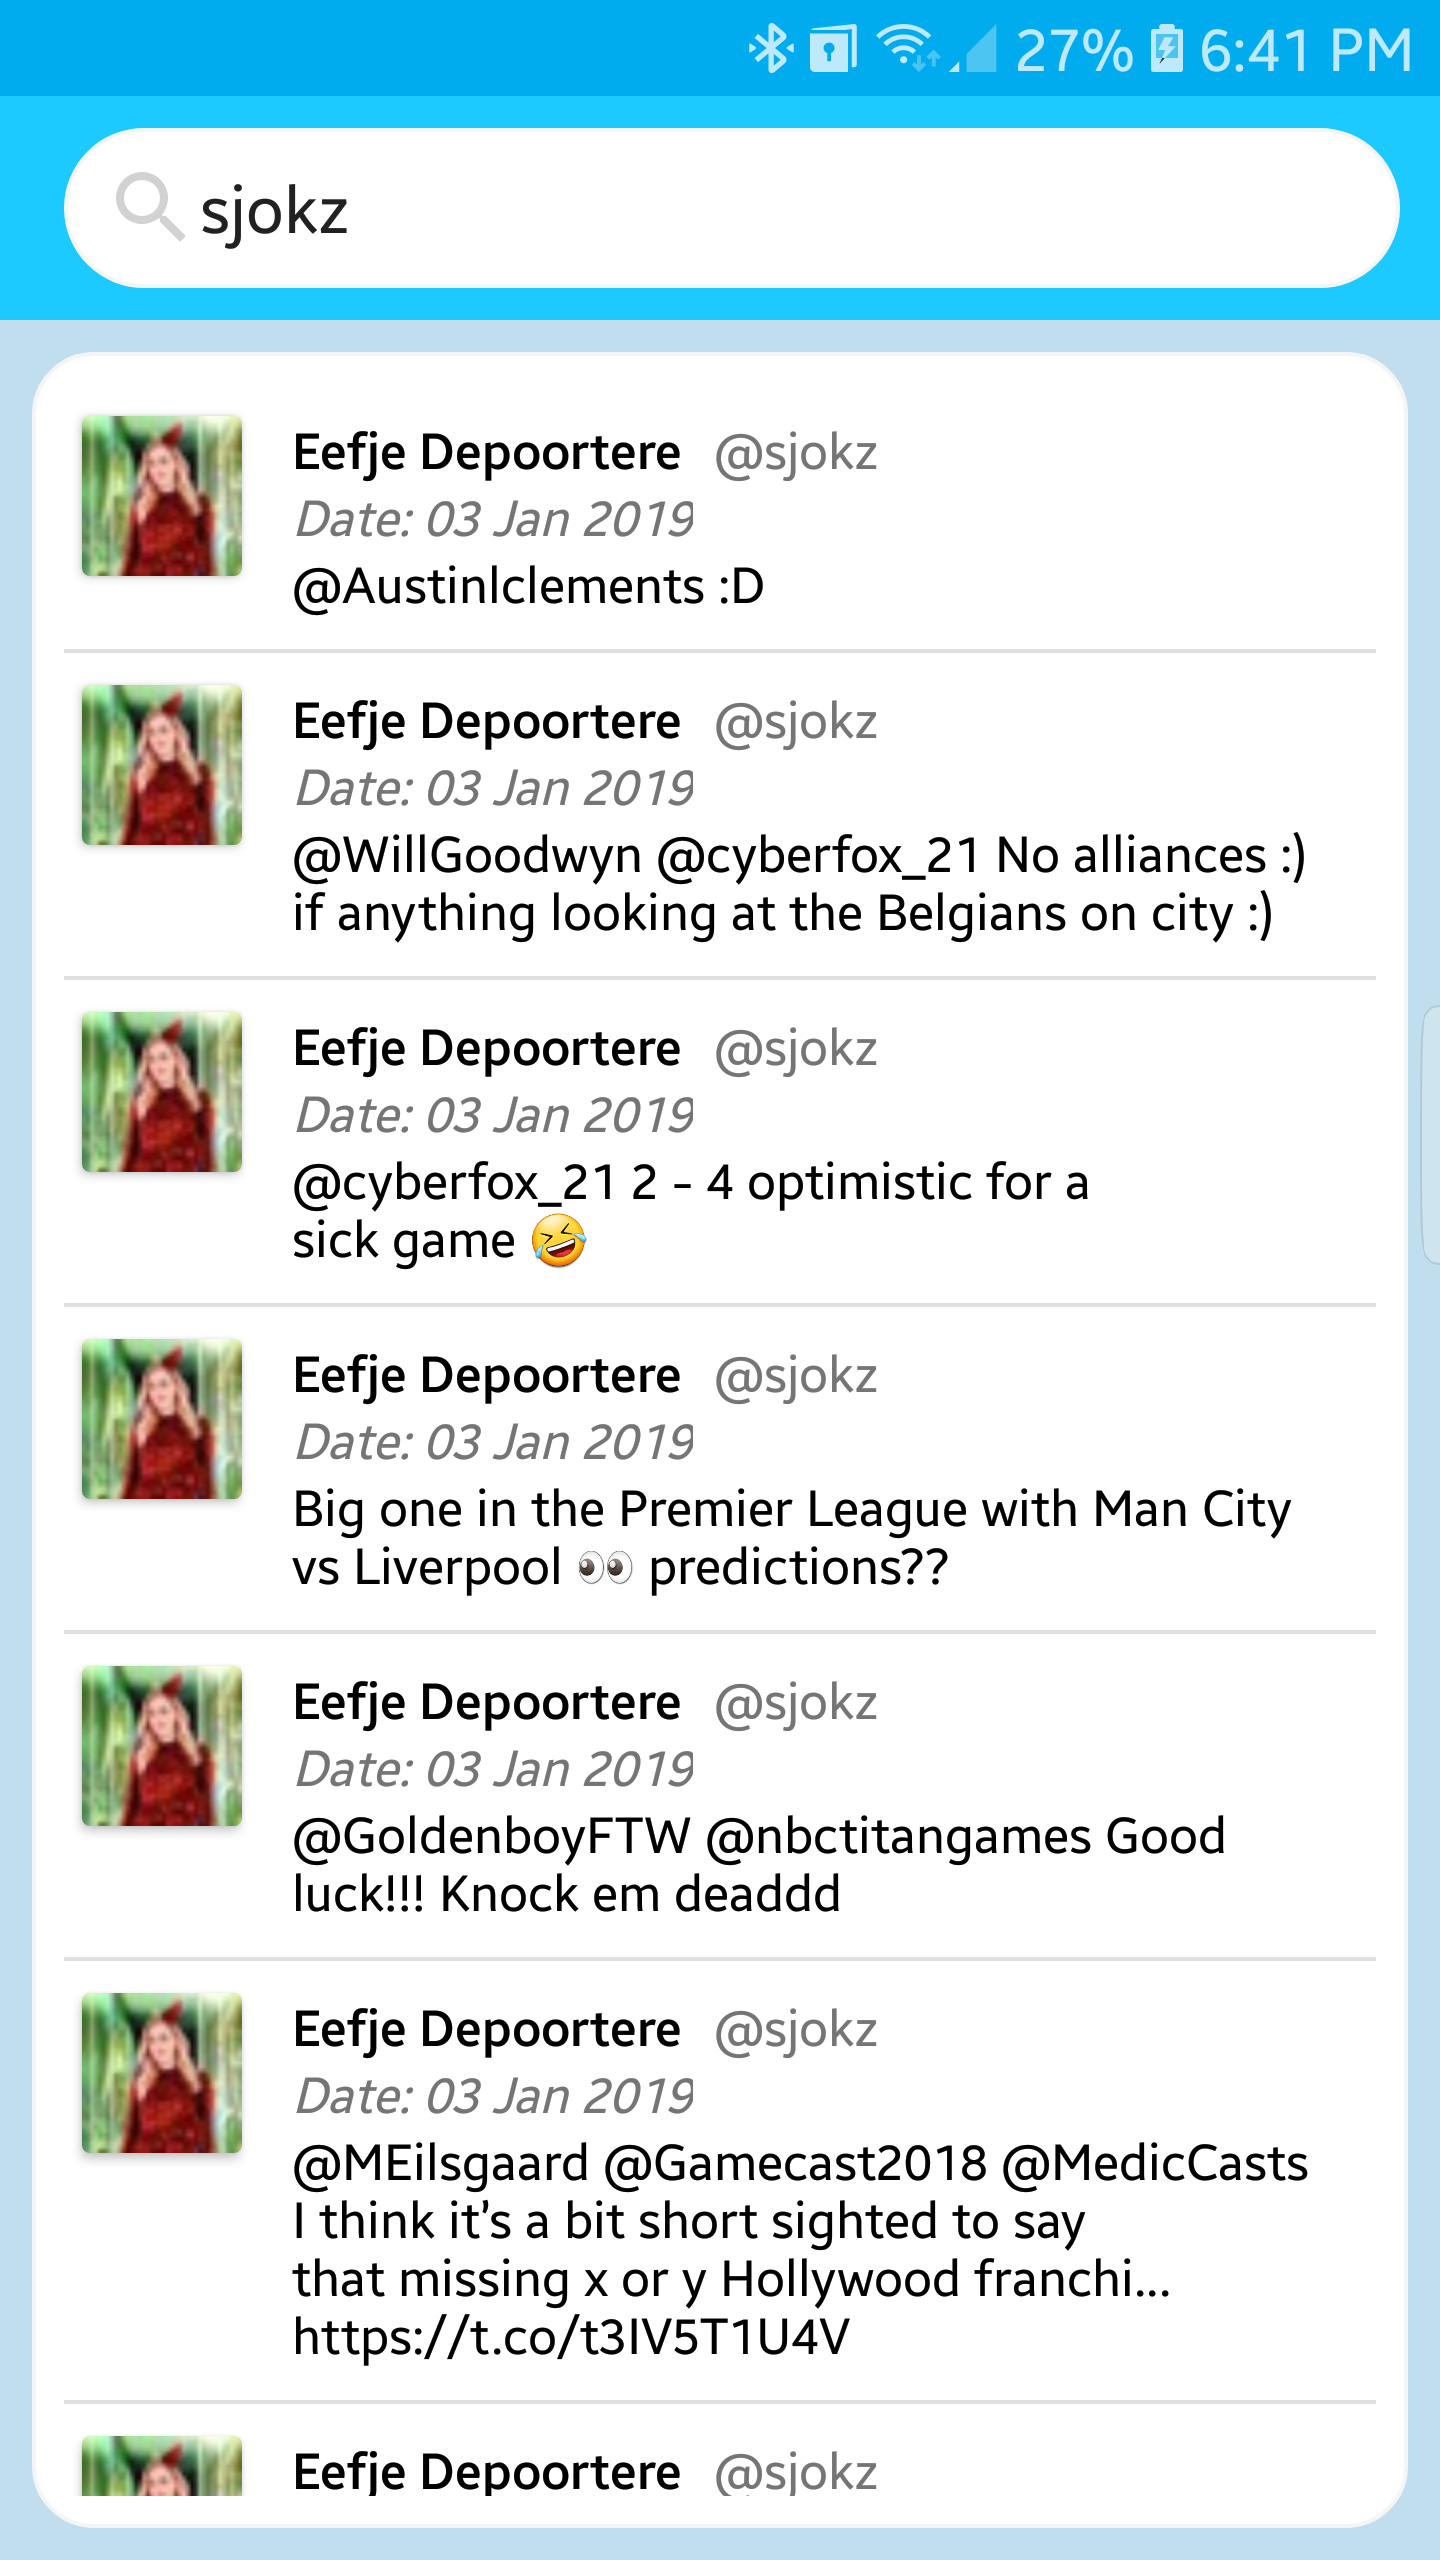 27% 6:41 PM
sjokz
Eefje Depoortere @sjokz
Date: 03 Jan 2019
@Austinlclements :D
Eefje Depoortere @sjokz
Date: 03 Jan 2019
@WillGoodwyn @cyberfox_21 No alliances :)
if anything looking at the Belgians on city :)
Eefje Depoortere @sjokz
Date: 03 Jan 2019
@cyberfox_21 2 - 4 optimistic for a
sick game 🤣
Eefje Depoortere @sjokz
Date: 03 Jan 2019
Big one in the Premier League with Man City
vs Liverpool 👀 predictions??
Eefje Depoortere @sjokz
Date: 03 Jan 2019
@GoldenboyFTW @nbctitangames Good
luck!!! Knock em deaddd
Eefje Depoortere @sjokz
Date: 03 Jan 2019
@MEilsgaard @Gamecast2018 @MedicCasts
I think it's a bit short sighted to say
that missing x or y Hollywood franchi...
https://t.co/t3IV5T1U4V
Eefje Depoortere @sjokz